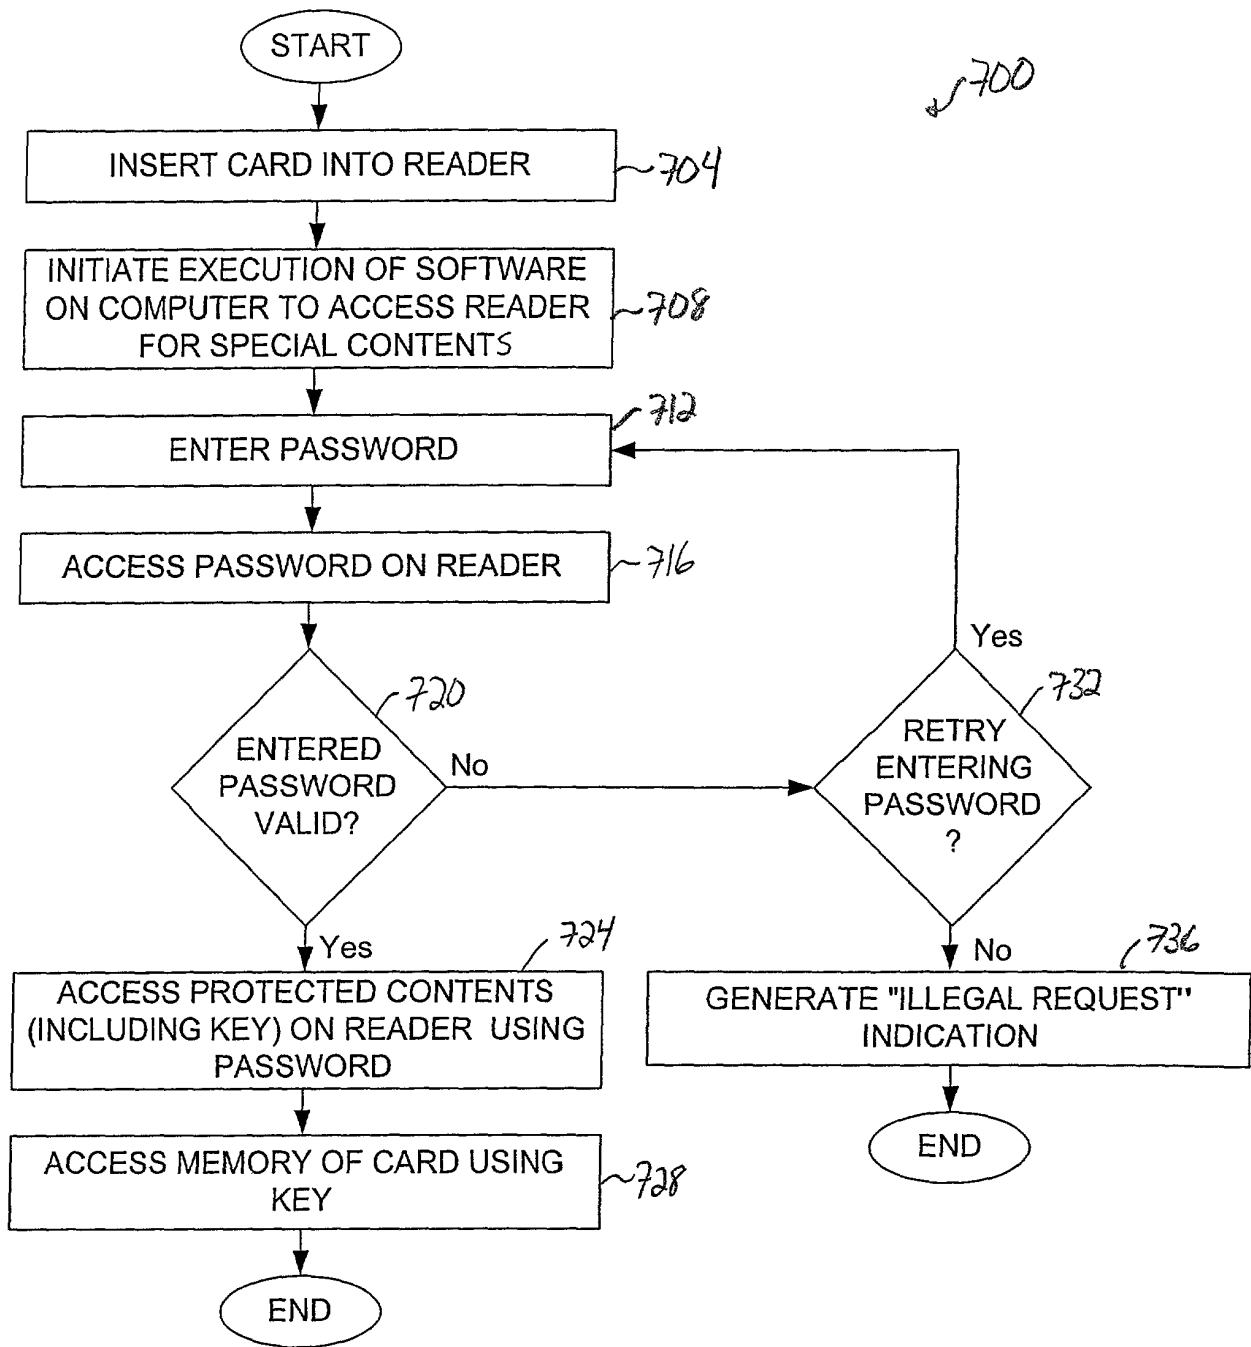 START
700
INSERT CARD INTO READER
704
INITIATE EXECUTION OF SOFTWARE
ON COMPUTER TO ACCESS READER
FOR SPECIAL CONTENTS
708
712
ENTER PASSWORD
ACCESS PASSWORD ON READER
716
Yes
720
732
ENTERED
PASSWORD
VALID?
No
RETRY
ENTERING
PASSWORD
?
Yes
724
No
736
ACCESS PROTECTED CONTENTS
(INCLUDING KEY) ON READER USING
PASSWORD
GENERATE "ILLEGAL REQUEST"
INDICATION
ACCESS MEMORY OF CARD USING
KEY
728
END
END